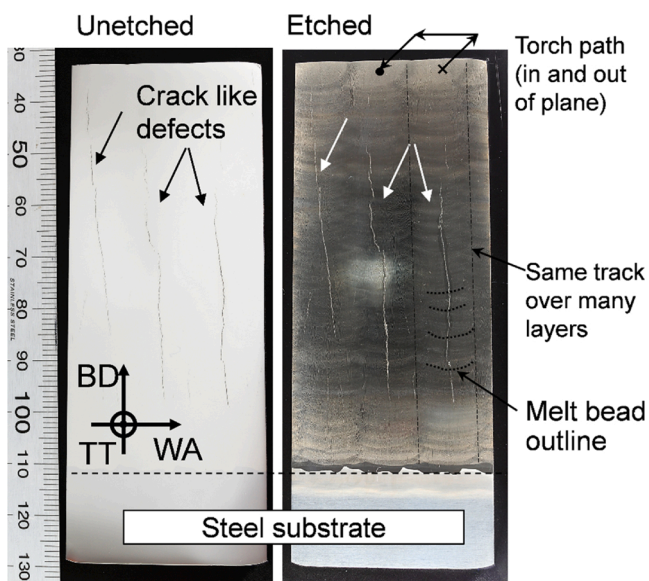 Unetched
Etched
Torch path
(in and out
of plane)
Crack like
defects
30
40
50
60
70
80
90
100
110
120
130
STAINLESS STEEL
Same track
over many
layers
BD
TT
WA
Melt bead
outline
Steel substrate